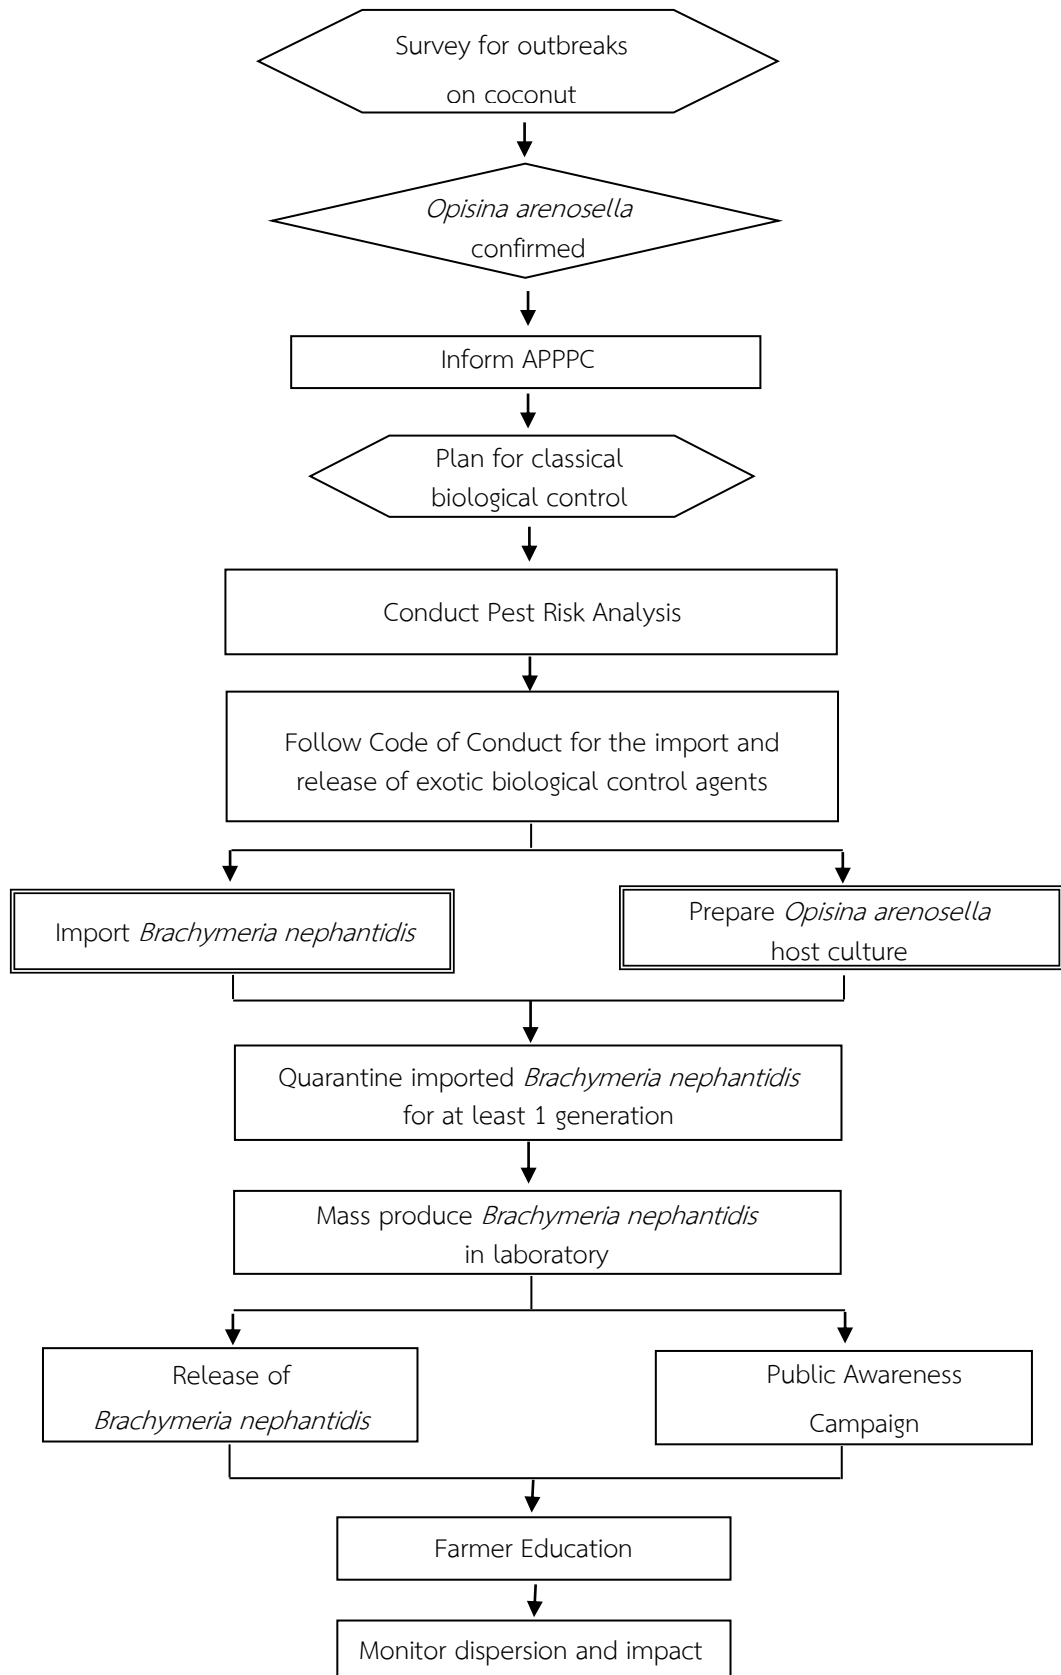 Survey for outbreaks
on coconut
Opisina arenosella
confirmed
Inform APPPC
Plan for classical
biological control
Conduct Pest Risk Analysis
Follow Code of Conduct for the import and
release of exotic biological control agents
Import Brachymeria nephantidis
Prepare Opisina arenosella
host culture
Quarantine imported Brachymeria nephantidis
for at least 1 generation
Mass produce Brachymeria nephantidis
in laboratory
Release of
Brachymeria nephantidis
Public Awareness
Campaign
Farmer Education
Monitor dispersion and impact